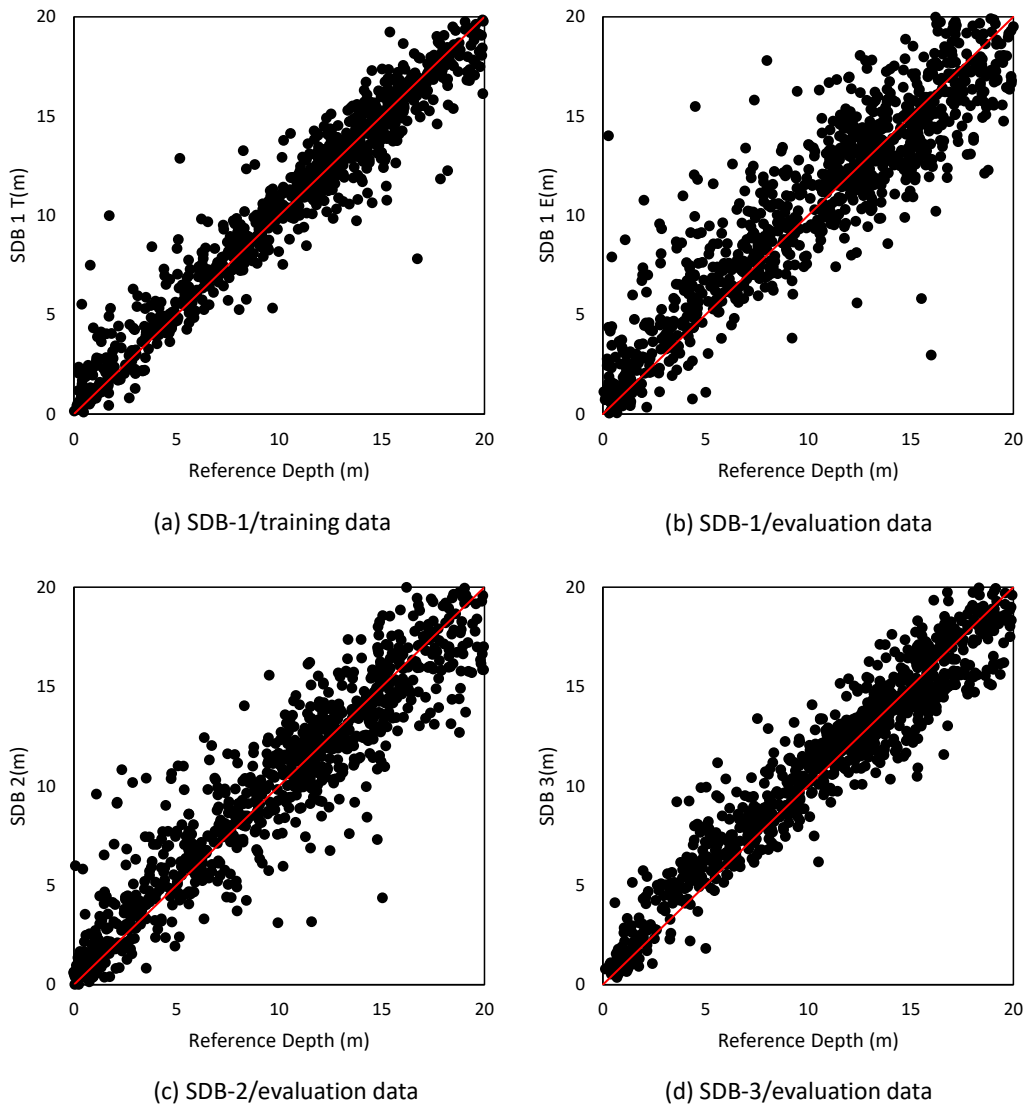 20
15
10
5
0
SDB 1 T(m)
0 5 10 15 20
Reference Depth (m)
(a) SDB-1/training data
20
15
10
5
0
SDB 1 E(m)
0 5 10 15 20
Reference Depth (m)
(b) SDB-1/evaluation data
20
15
10
5
0
SDB 2(m)
0 5 10 15 20
Reference Depth (m)
(c) SDB-2/evaluation data
20
15
10
5
0
SDB 3(m)
0 5 10 15 20
Reference Depth (m)
(d) SDB-3/evaluation data